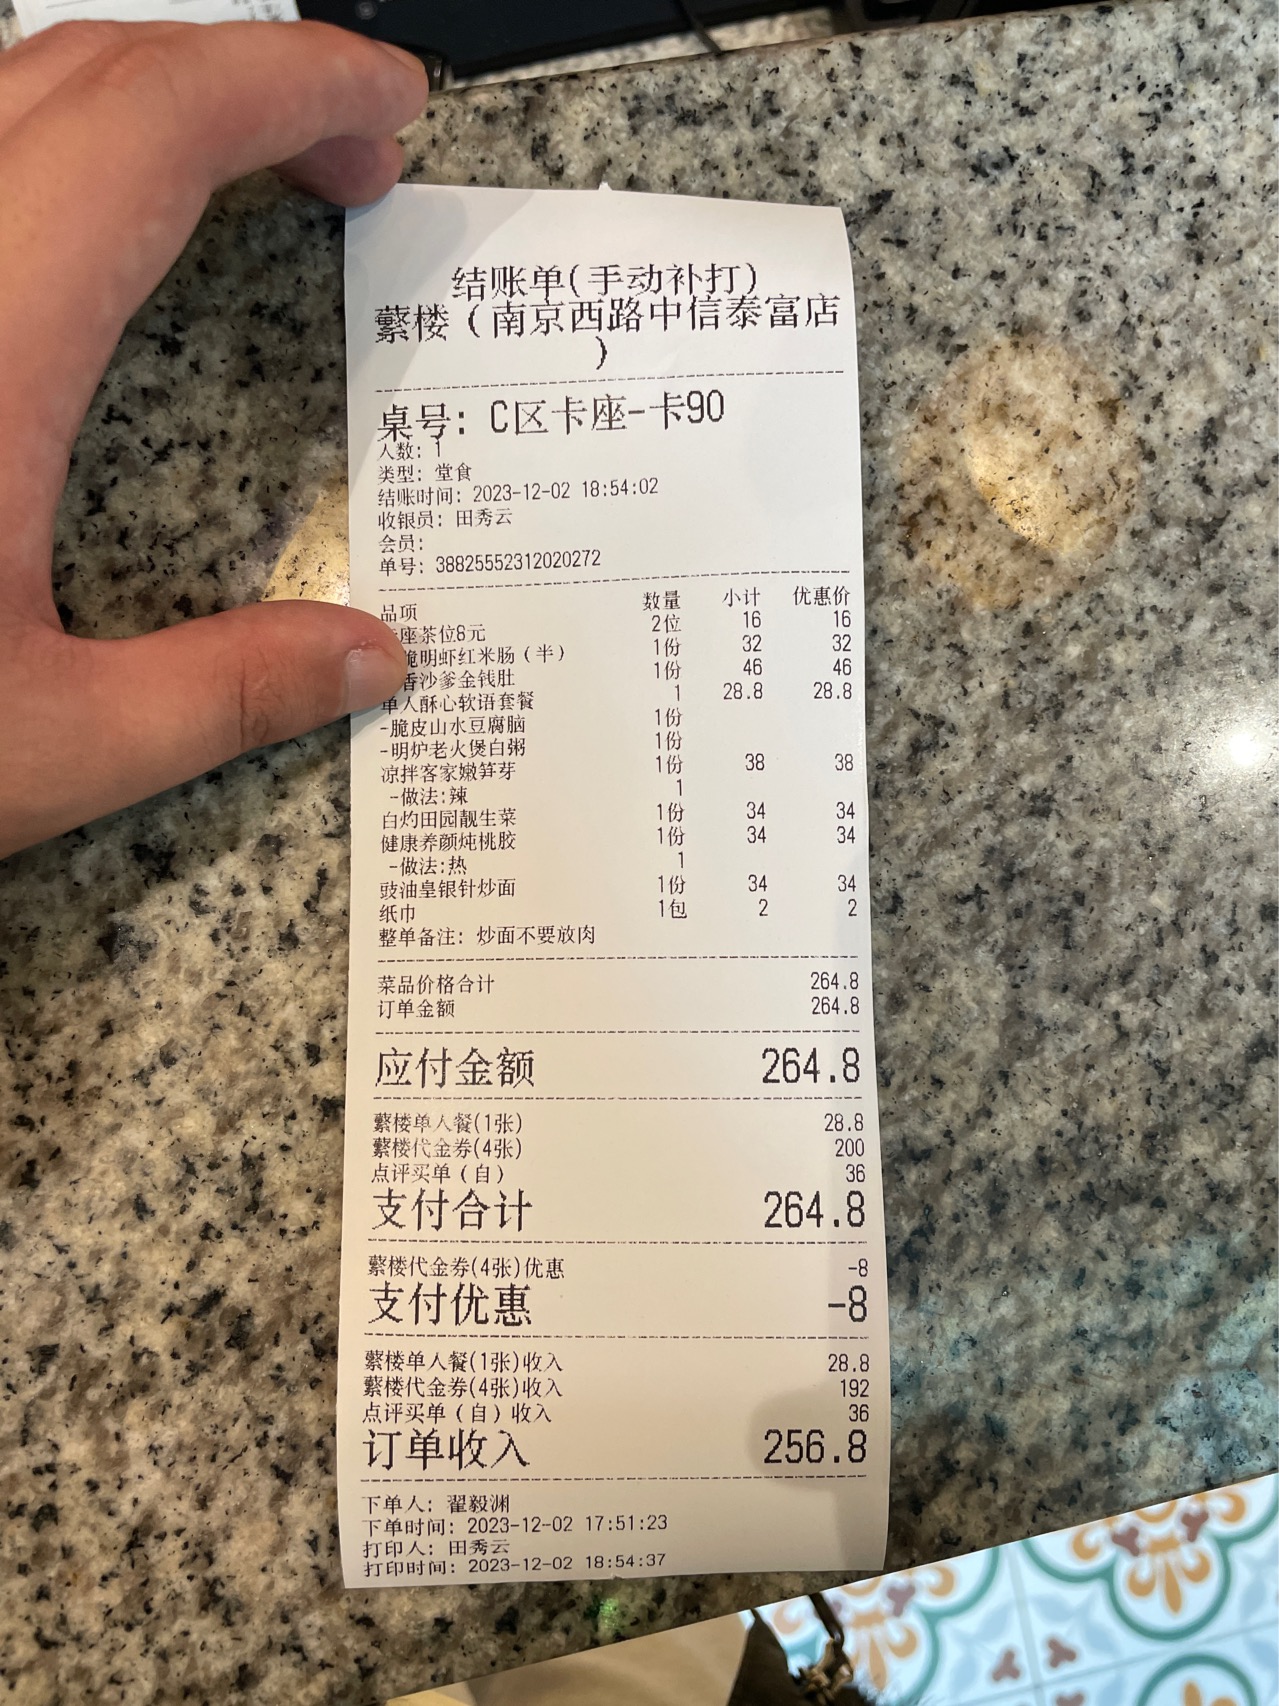 结账单(手动补打)
蘩楼（南京西路中信泰富店
）
桌号: C区卡座-卡90
人数: 1
类型: 堂食
结账时间: 2023-12-02 18:54:02
收银员: 田秀云
会员:
单号: 38825552312020272
品项 数量 小计 优惠价
座茶位8元 2位 16 16
脆明虾红米肠（半） 1份 32 32
香沙爹金钱肚 1份 46 46
单人酥心软语套餐 1 28.8 28.8
-脆皮山水豆腐脑 1份
-明炉老火煲白粥 1份
凉拌客家嫩笋芽 1份 38 38
-做法:辣 1
白灼田园靓生菜 1份 34 34
健康养颜炖桃胶 1份 34 34
-做法:热 1
豉油皇银针炒面 1份 34 34
纸巾 1包 2 2
整单备注: 炒面不要放肉
菜品价格合计 264.8
订单金额 264.8
应付金额 264.8
蘩楼单人餐(1张) 28.8
蘩楼代金券(4张) 200
点评买单（自） 36
支付合计 264.8
蘩楼代金券(4张)优惠 -8
支付优惠 -8
蘩楼单人餐(1张)收入 28.8
蘩楼代金券(4张)收入 192
点评买单（自）收入 36
订单收入 256.8
下单人: 翟毅渊
下单时间: 2023-12-02 17:51:23
打印人: 田秀云
打印时间: 2023-12-02 18:54:37